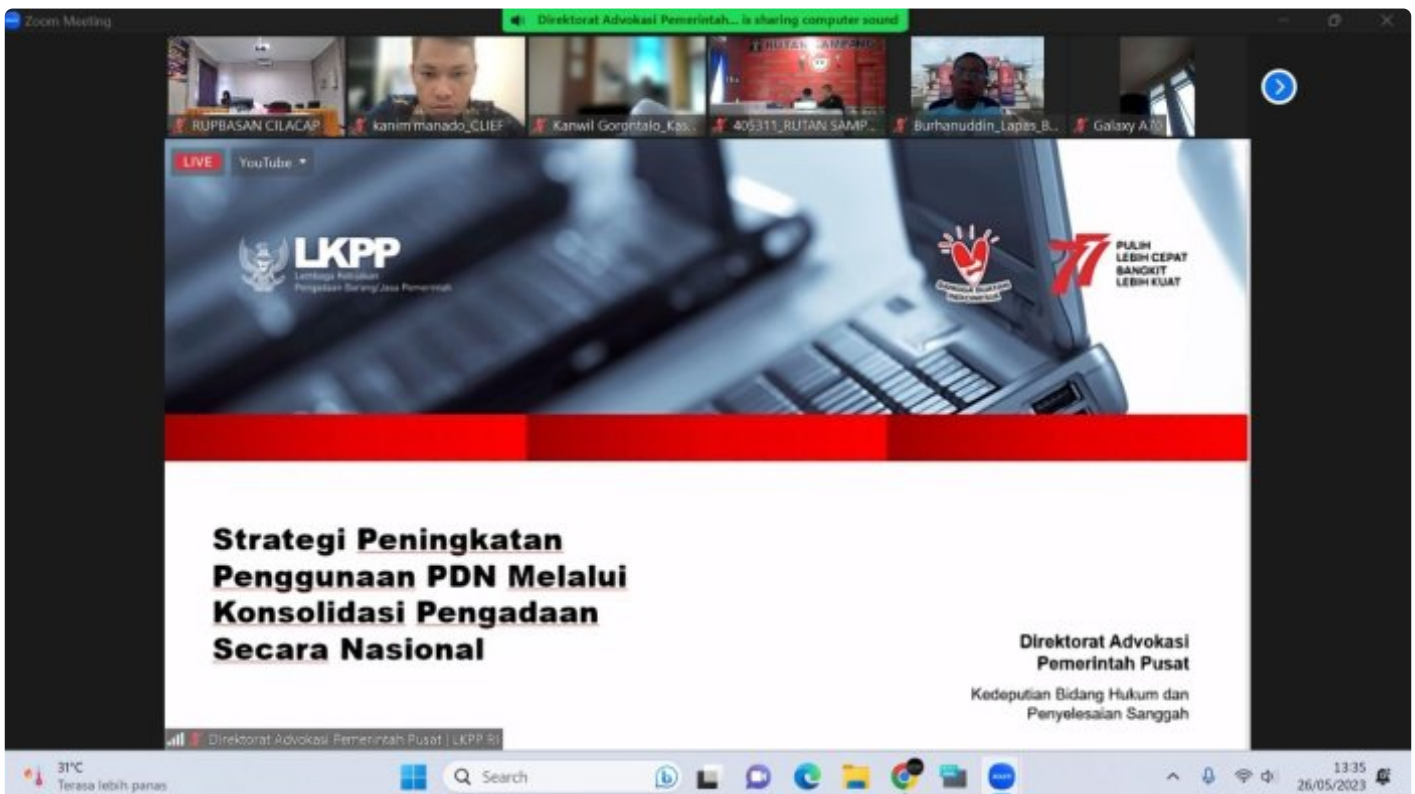 Zoom Meeting
Direktorat Advokasi Pemerintah... is sharing computer sound
RUPBASAN CILACAP
kanim manado_CLIEF
Kanwil Gorontalo_Kas...
405311_RUTAN SAMP...
Burhanuddin_Lapas_B...
Galaxy A70
RUTAN SAMPANG
LIVE
YouTube
LKPP
Lembaga Kebijakan
Pengadaan Barang/Jasa Pemerintah
77
PULIH
LEBIH CEPAT
BANGKIT
LEBIH KUAT
Strategi Peningkatan
Penggunaan PDN Melalui
Konsolidasi Pengadaan
Secara Nasional
Direktorat Advokasi
Pemerintah Pusat
Kedeputian Bidang Hukum dan
Penyelesaian Sanggah
Direktorat Advokasi Pemerintah Pusat | LKPP RI
31°C
Terasa lebih panas
Search
13:35
26/05/2023